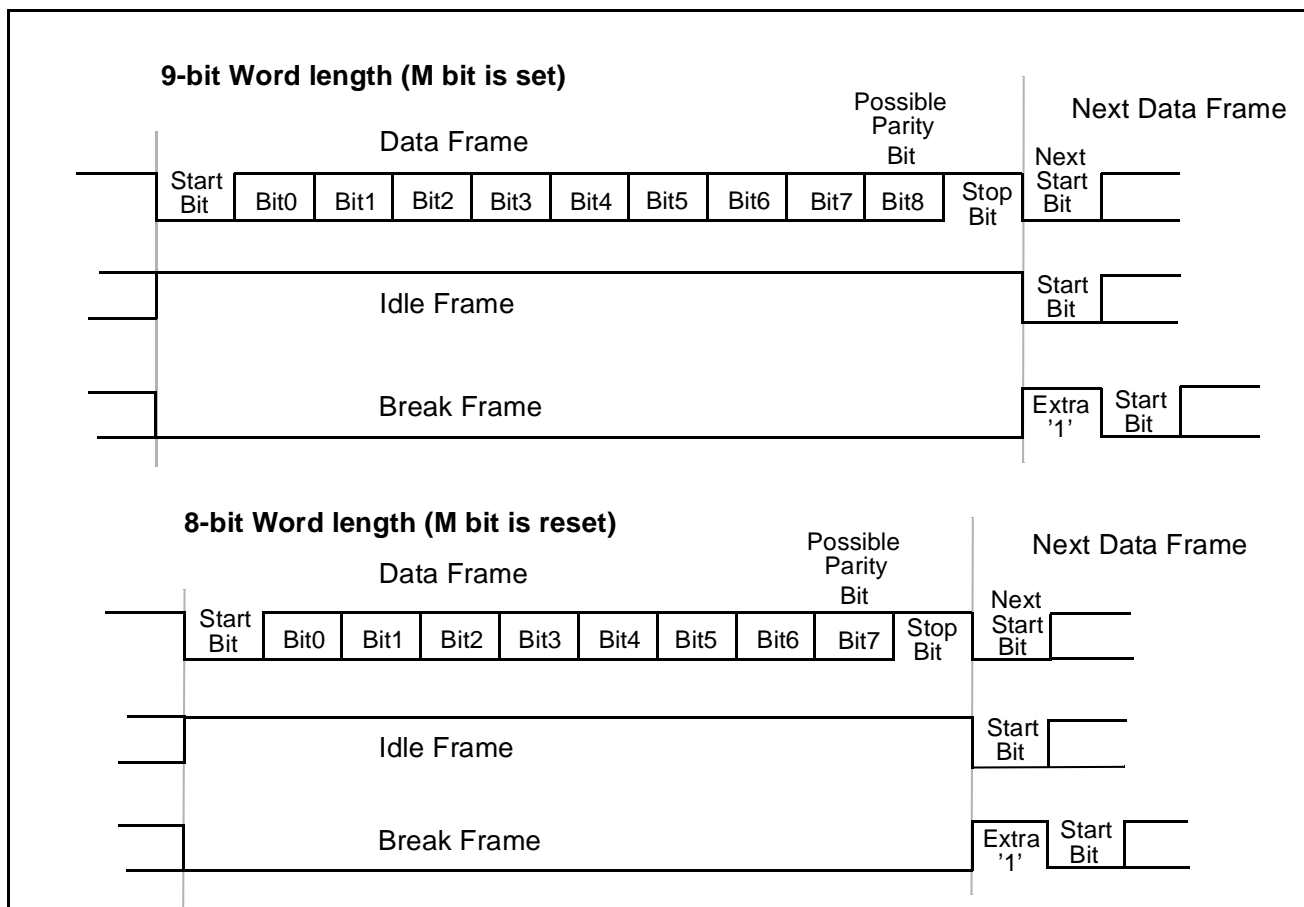 9-bit Word length (M bit is set)
Possible
Parity
Bit
Next Data Frame
Data Frame
Start
Bit
Bit0
Bit1
Bit2
Bit3
Bit4
Bit5
Bit6
Bit7
Bit8
Stop
Bit
Next
Start
Bit
Idle Frame
Start
Bit
Break Frame
Extra
’1’
Start
Bit
8-bit Word length (M bit is reset)
Possible
Parity
Bit
Next Data Frame
Data Frame
Start
Bit
Bit0
Bit1
Bit2
Bit3
Bit4
Bit5
Bit6
Bit7
Stop
Bit
Next
Start
Bit
Idle Frame
Start
Bit
Break Frame
Extra
’1’
Start
Bit